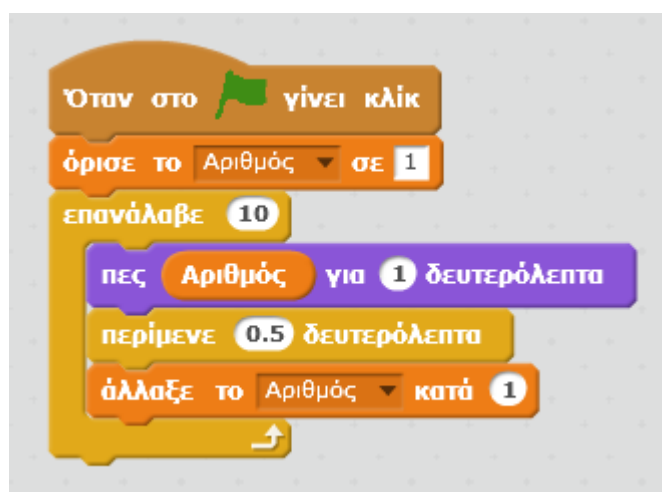 Όταν στο γίνει κλίκ
όρισε το Αριθμός σε 1
επανάλαβε 10
πες Αριθμός για 1 δευτερόλεπτα
περίμενε 0.5 δευτερόλεπτα
άλλαξε το Αριθμός κατά 1